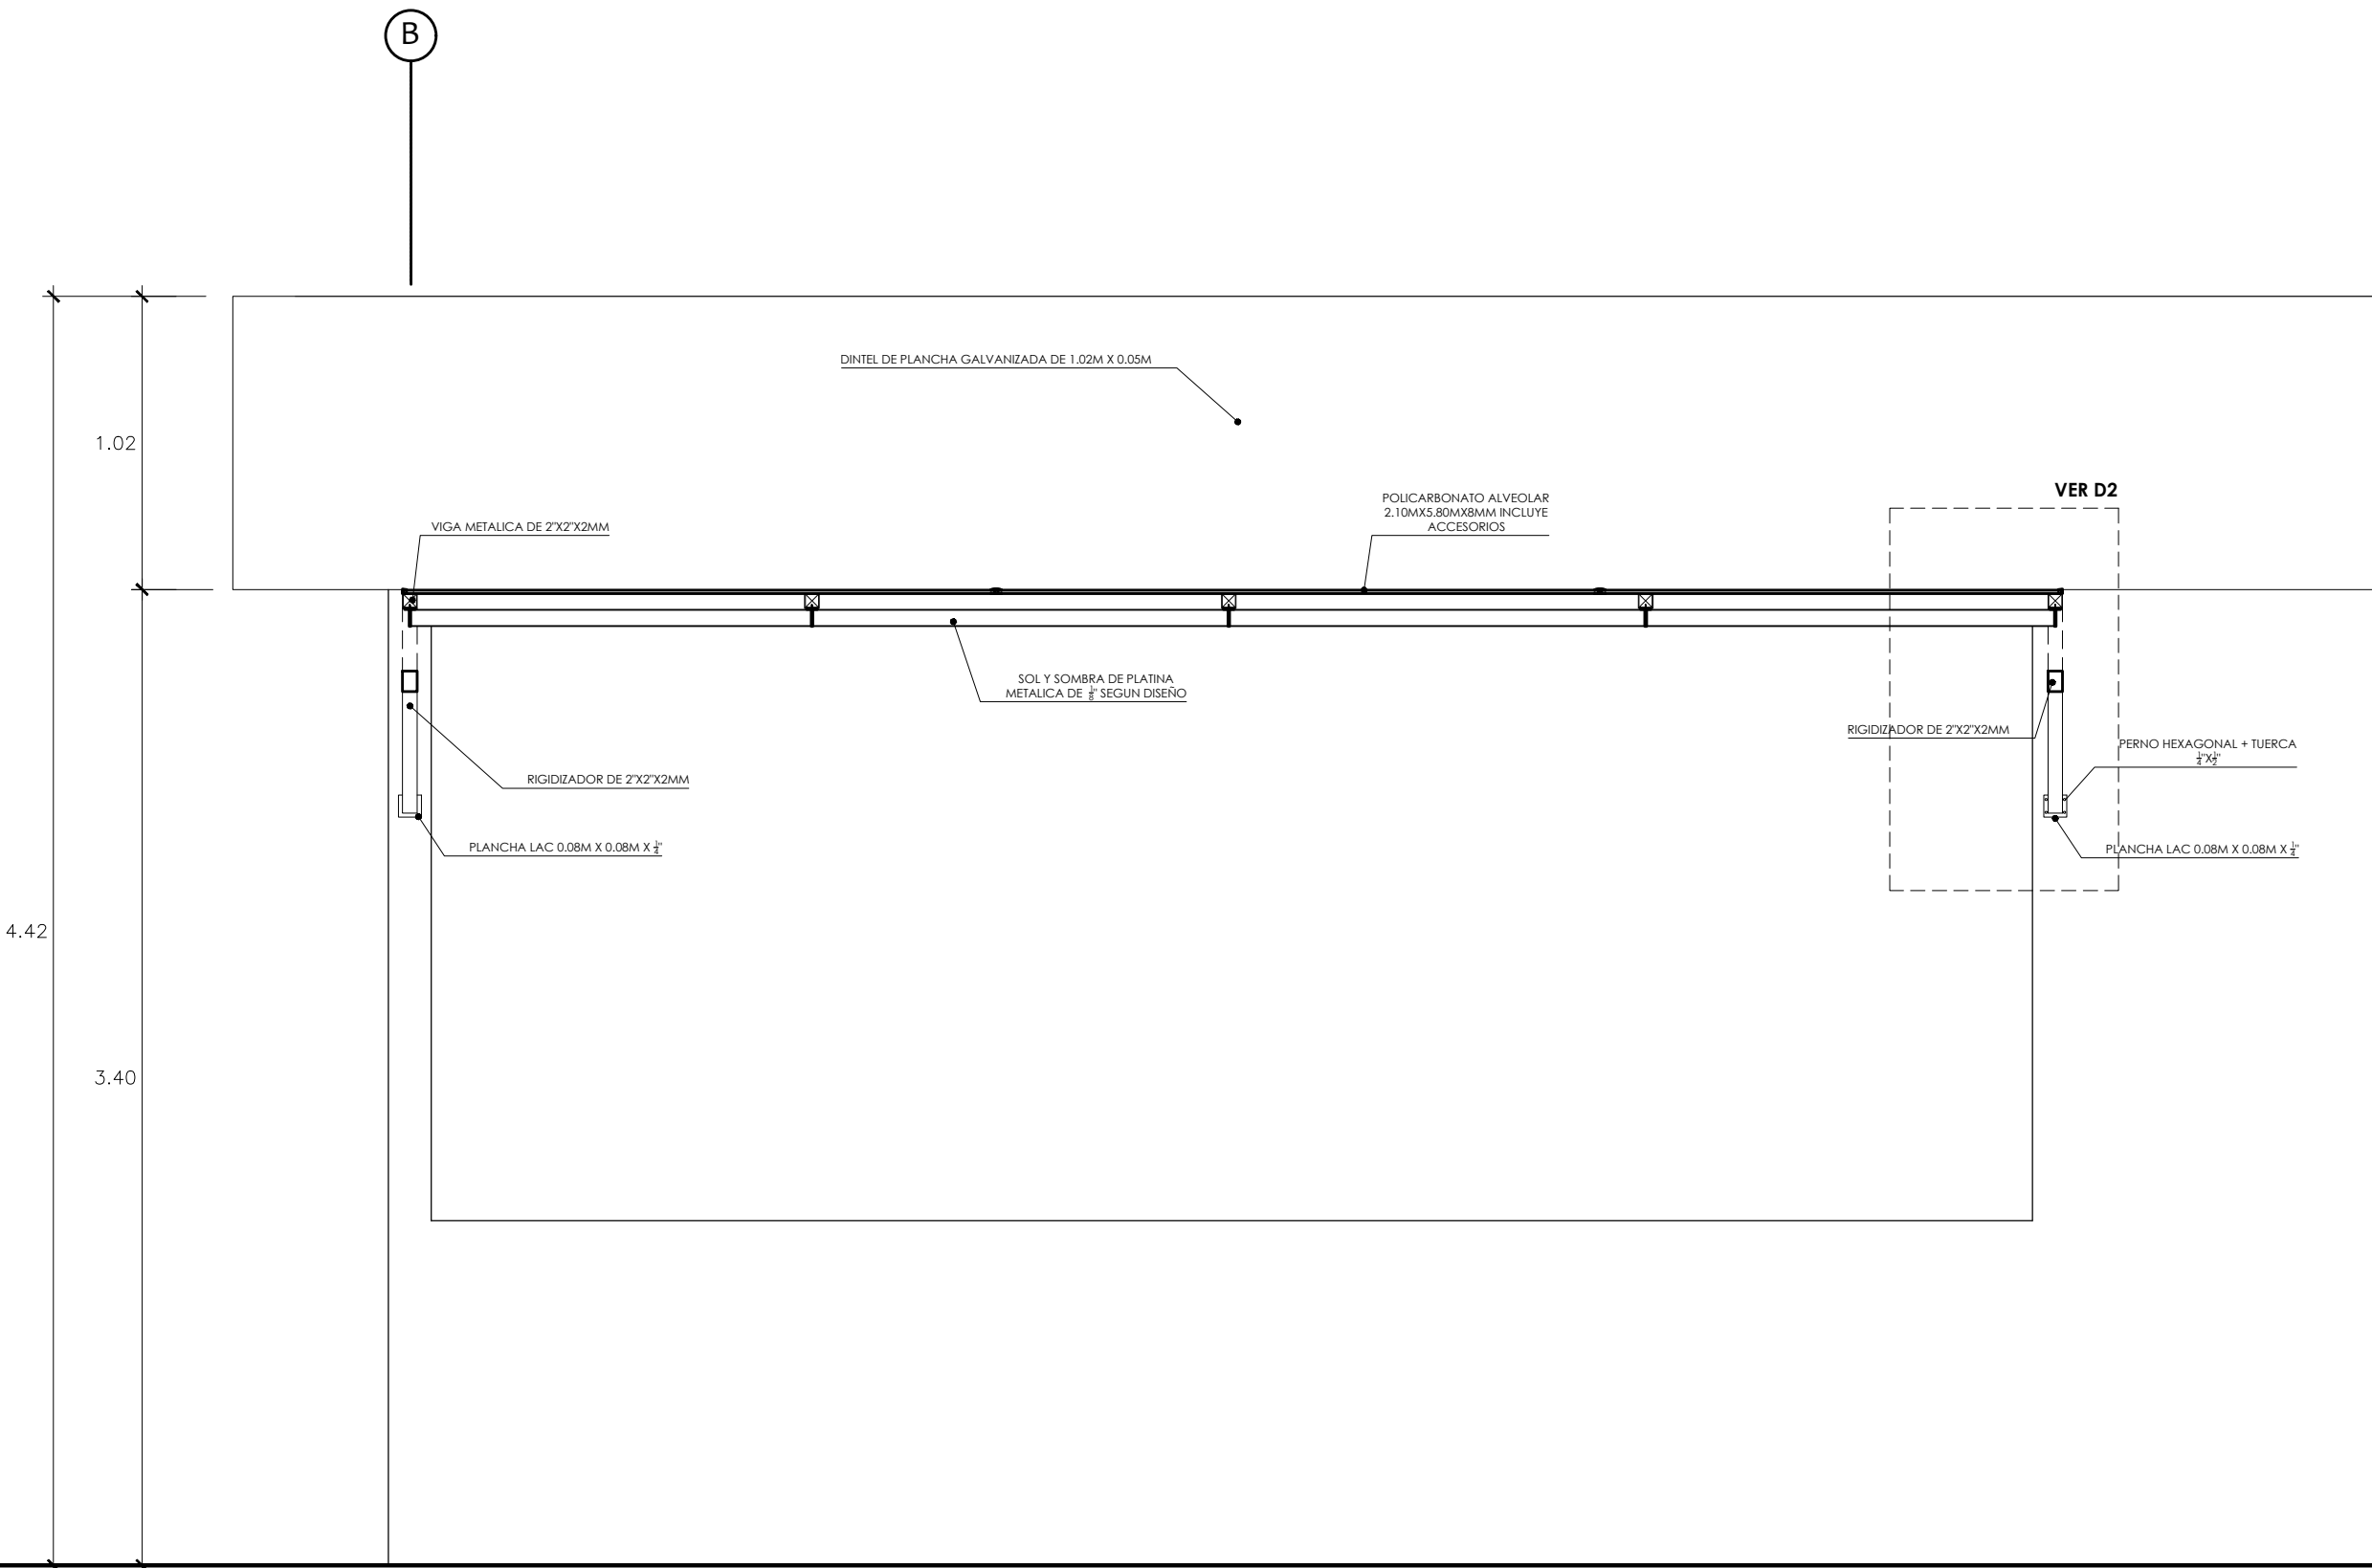 B
DINTEL DE PLANCHA GALVANIZADA DE 1.02M X 0.05M
1.02
VER D2
POLICARBONATO ALVEOLAR
2.10MX5.80MX8MM INCLUYE
ACCESORIOS
VIGA METALICA DE 2"X2"X2MM
SOL Y SOMBRA DE PLATINA
METALICA DE 1/8" SEGUN DISEÑO
RIGIDIZADOR DE 2"X2"X2MM
PERNO HEXAGONAL + TUERCA
1/4"X1/2"
RIGIDIZADOR DE 2"X2"X2MM
PLANCHA LAC 0.08M X 0.08M X 1/4"
PLANCHA LAC 0.08M X 0.08M X 1/4"
4.42
3.40